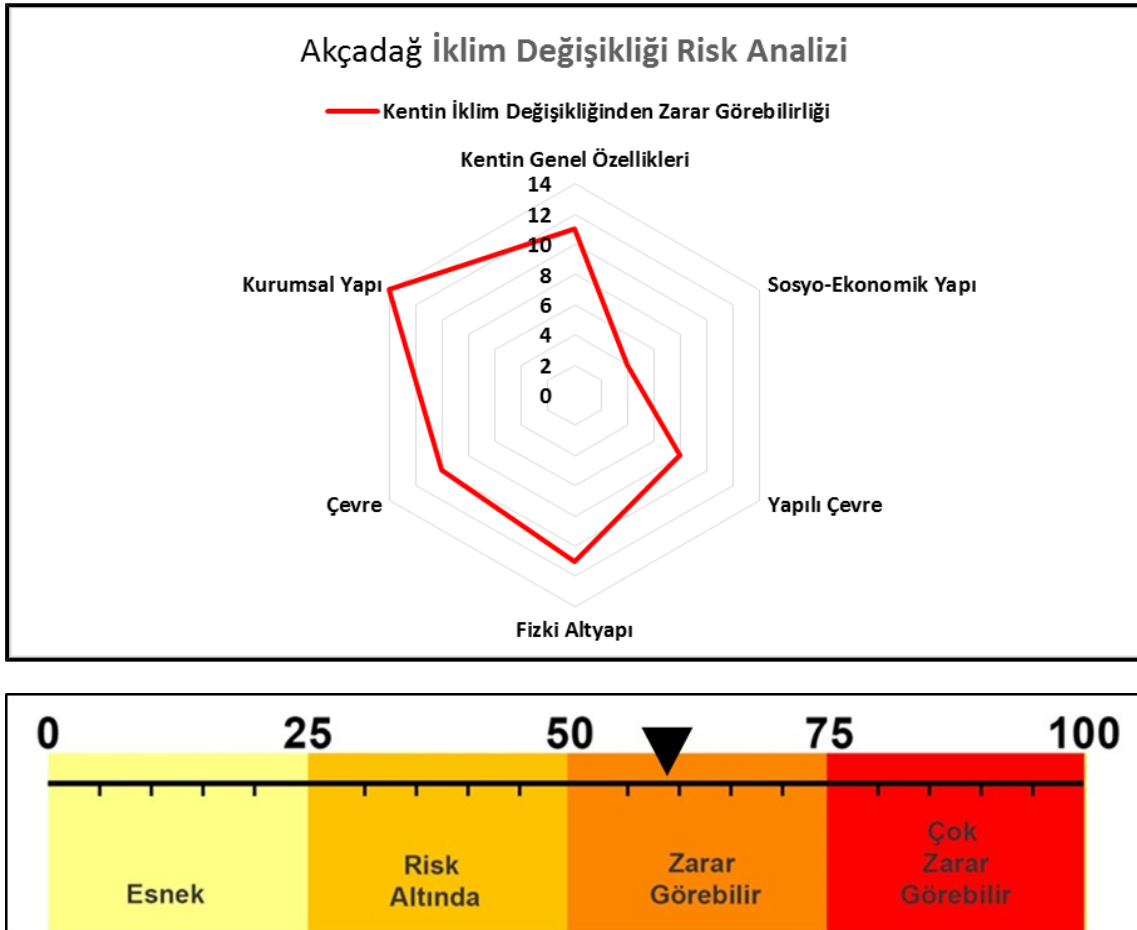 Akçadağ İklim Değişikliği Risk Analizi
Kentin İklim Değişikliğinden Zarar Görebilirliği
Kentin Genel Özellikleri
14
12
10
8
6
4
2
0
Kurumsal Yapı
Sosyo-Ekonomik Yapı
Çevre
Yapılı Çevre
Fizki Altyapı
0 25 50 75 100
Esnek
Risk
Altında
Zarar
Görebilir
Çok
Zarar
Görebilir